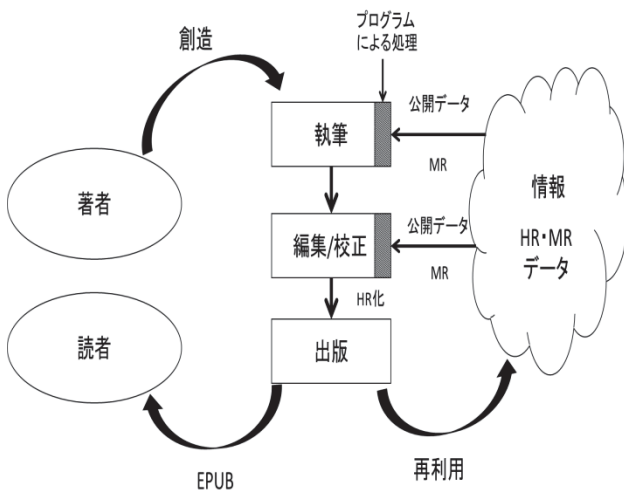 プログラム
による処理
創造
公開データ
執筆
MR
著者
情報
公開データ
HR・MR
編集/校正
データ
MR
HR化
読者
出版
再利用
EPUB